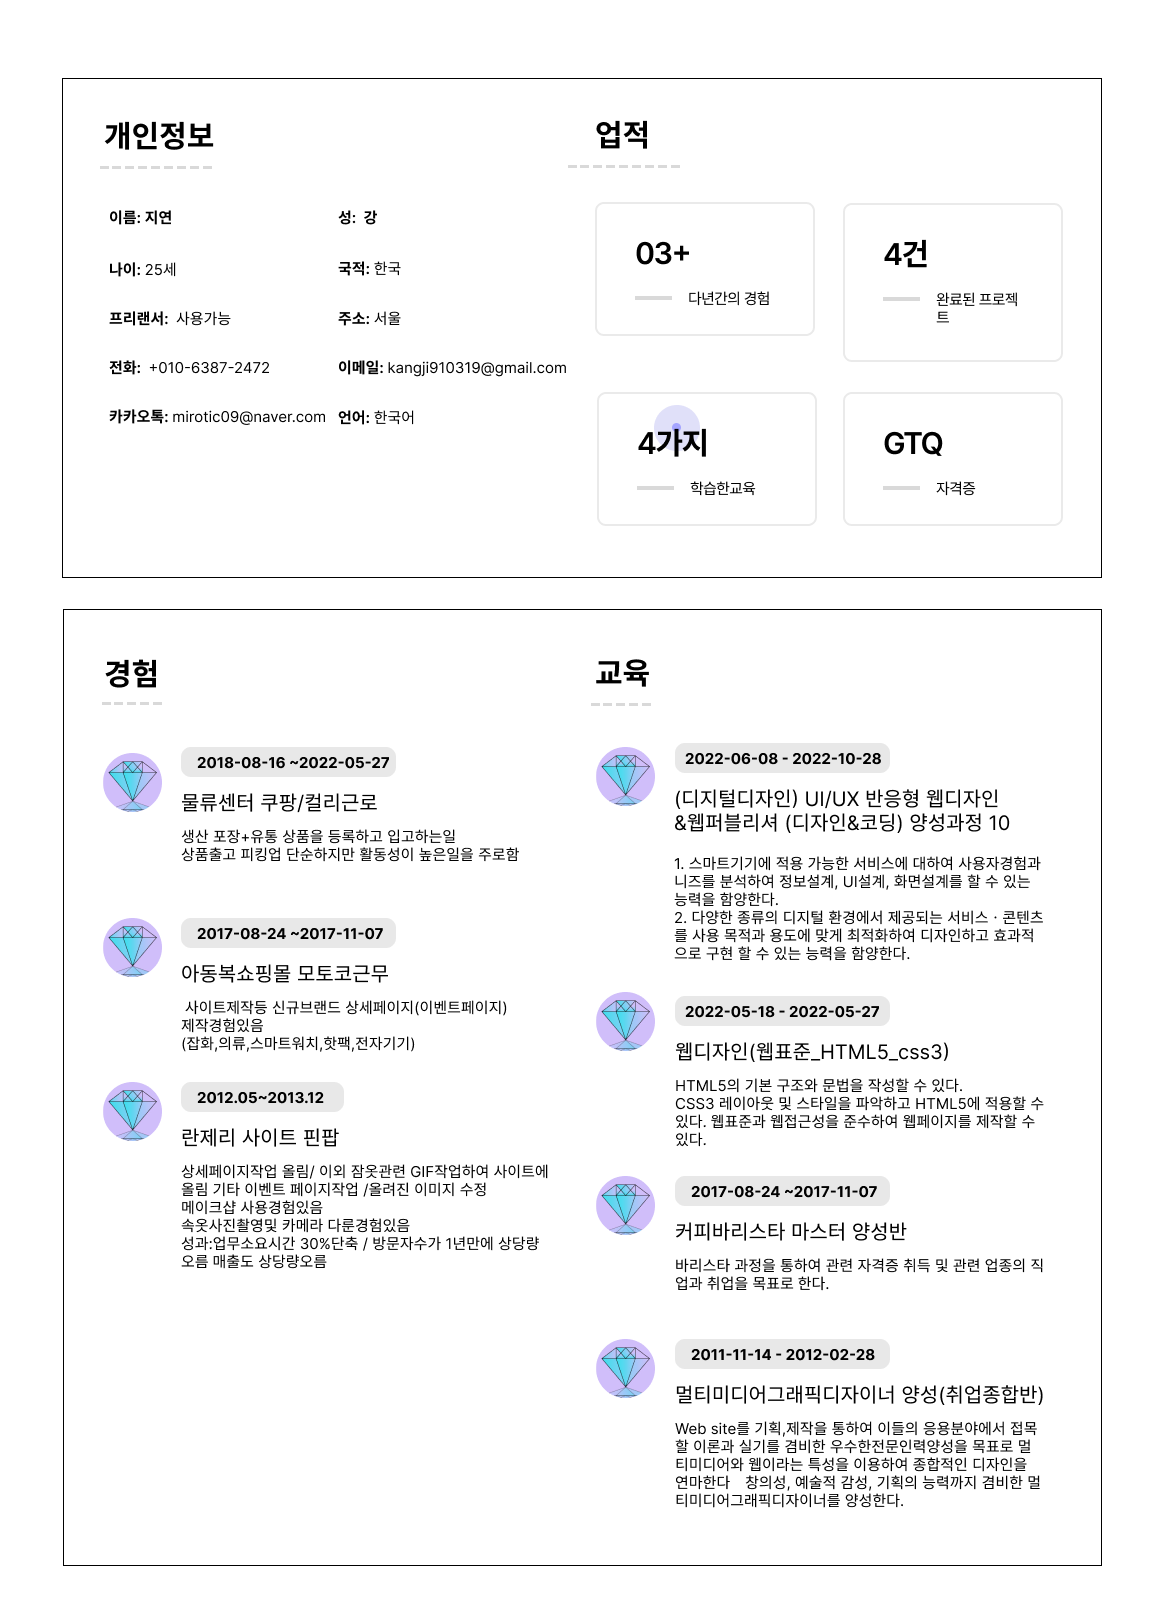 개인정보
이름: 지연
성: 강
나이: 25세
국적: 한국
프리랜서: 사용가능
주소: 서울
전화: +010-6387-2472
이메일: kangji910319@gmail.com
카카오톡: mirotic09@naver.com
언어: 한국어
업적
03+
다년간의 경험
4건
완료된 프로젝
트
4가지
학습한교육
GTQ
자격증
경험
2018-08-16 ~2022-05-27
물류센터 쿠팡/컬리근로
생산 포장+유통 상품을 등록하고 입고하는일
상품출고 피킹업 단순하지만 활동성이 높은일을 주로함
2017-08-24 ~2017-11-07
아동복쇼핑몰 모토코근무
사이트제작등 신규브랜드 상세페이지(이벤트페이지)
제작경험있음
(잡화,의류,스마트워치,핫팩,전자기기)
2012.05~2013.12
란제리 사이트 핀팝
상세페이지작업 올림/ 이외 잠옷관련 GIF작업하여 사이트에
올림 기타 이벤트 페이지작업 /올려진 이미지 수정
메이크샵 사용경험있음
속옷사진촬영및 카메라 다룬경험있음
성과:업무소요시간 30%단축 / 방문자수가 1년만에 상당량
오름 매출도 상당량오름
교육
2022-06-08 - 2022-10-28
(디지털디자인) UI/UX 반응형 웹디자인
&웹퍼블리셔 (디자인&코딩) 양성과정 10
1. 스마트기기에 적용 가능한 서비스에 대하여 사용자경험과
니즈를 분석하여 정보설계, UI설계, 화면설계를 할 수 있는
능력을 함양한다.
2. 다양한 종류의 디지털 환경에서 제공되는 서비스ㆍ콘텐츠
를 사용 목적과 용도에 맞게 최적화하여 디자인하고 효과적
으로 구현 할 수 있는 능력을 함양한다.
2022-05-18 - 2022-05-27
웹디자인(웹표준_HTML5_css3)
HTML5의 기본 구조와 문법을 작성할 수 있다.
CSS3 레이아웃 및 스타일을 파악하고 HTML5에 적용할 수
있다. 웹표준과 웹접근성을 준수하여 웹페이지를 제작할 수
있다.
2017-08-24 ~2017-11-07
커피바리스타 마스터 양성반
바리스타 과정을 통하여 관련 자격증 취득 및 관련 업종의 직
업과 취업을 목표로 한다.
2011-11-14 - 2012-02-28
멀티미디어그래픽디자이너 양성(취업종합반)
Web site를 기획,제작을 통하여 이들의 응용분야에서 접목
할 이론과 실기를 겸비한 우수한전문인력양성을 목표로 멀
티미디어와 웹이라는 특성을 이용하여 종합적인 디자인을
연마한다 창의성, 예술적 감성, 기획의 능력까지 겸비한 멀
티미디어그래픽디자이너를 양성한다.